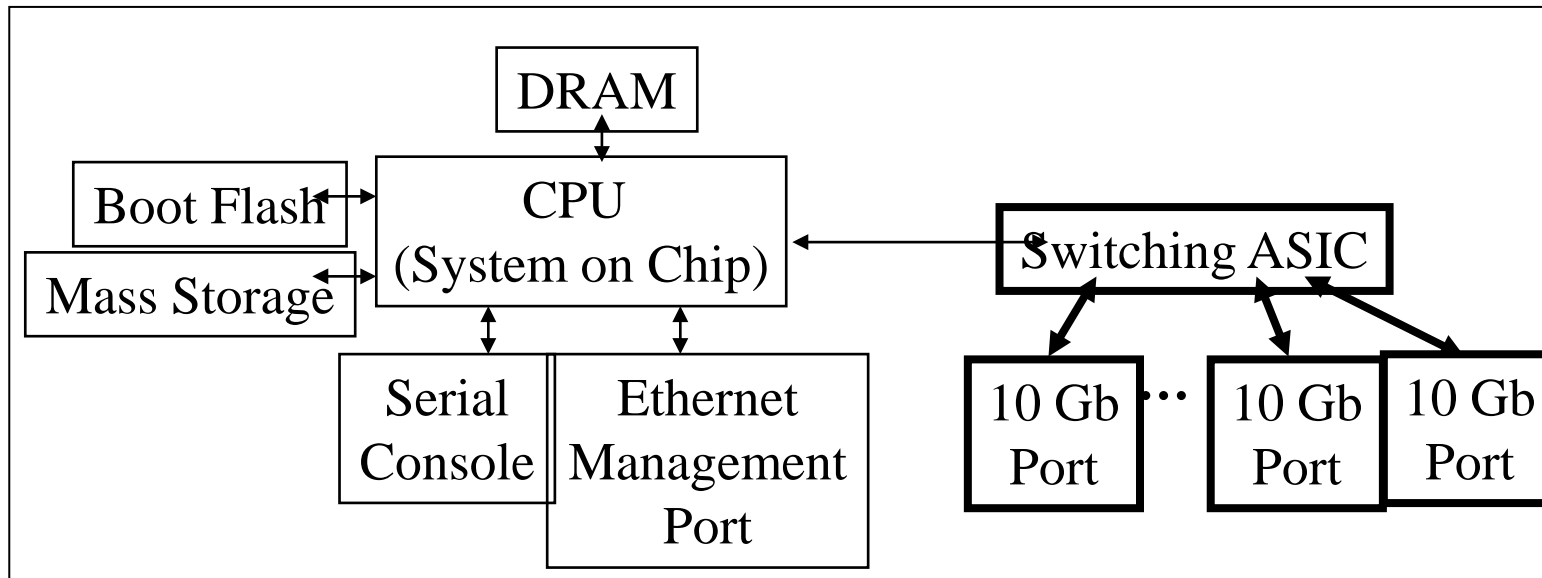 DRAM
Boot Flash
Mass Storage
CPU
(System on Chip)
Switching ASIC
Serial
Console
Ethernet
Management
Port
10 Gb
Port
...
10 Gb
Port
10 Gb
Port